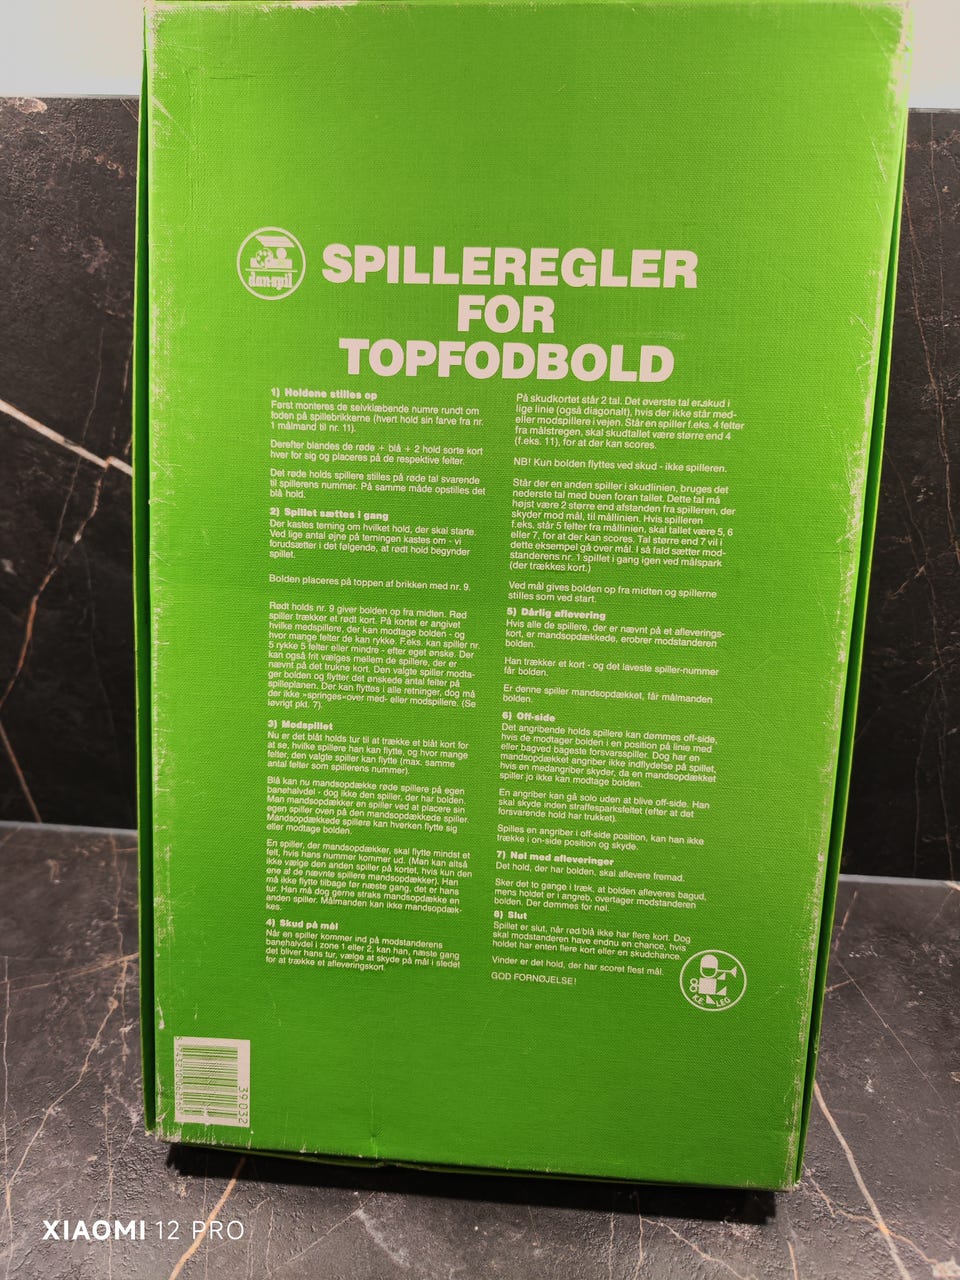 dan-spil
SPILLEREGLER
FOR
TOPFODBOLD
1) Holdene stilles op
Først monteres de selvklæbende numre rundt om
foden på spillebrikkerne (hvert hold sin farve fra nr.
1 målmand til nr. 11).
Derefter blandes de røde + blå + 2 hold sorte kort
hver for sig og placeres på de respektive felter.
Det røde holds spillere stilles på røde tal svarende
til spillerens nummer. På samme måde opstilles det
blå hold.
2) Spillet sættes i gang
Der kastes terning om hvilket hold, der skal starte.
Ved lige antal øjne på terningen kastes om - vi
forudsætter i det følgende, at rødt hold begynder
spillet.
Bolden placeres på toppen af brikken med nr. 9.
Rødt holds nr. 9 giver bolden op fra midten. Rød
spiller trækker et rødt kort. På kortet er angivet
hvilke medspillere, der kan modtage bolden - og
hvor mange felter de kan rykke. F.eks. kan spiller nr.
5 rykke 5 felter eller mindre - efter eget ønske. Der
kan også frit vælges mellem de spillere, der er
nævnt på det trukne kort. Den valgte spiller modta-
ger bolden og flytter det ønskede antal felter på
spilleplanen. Der kan flyttes i alle retninger, dog må
der ikke »springes«over med- eller modspillere. (Se
iøvrigt pkt. 7).
3) Modspillet
Nu er det blåt holds tur til at trække et blåt kort for
at se, hvilke spillere han kan flytte, og hvor mange
felter, den valgte spiller kan flytte (max. samme
antal felter som spillerens nummer).
Blå kan nu mandsopdække røde spillere på egen
banehalvdel - dog ikke den spiller, der har bolden.
Man mandsopdækker en spiller ved at placere sin
egen spiller oven på den mandsopdækkede spiller.
Mandsopdækkede spillere kan hverken flytte sig
eller modtage bolden.
En spiller, der mandsopdækker, skal flytte mindst et
felt, hvis hans nummer kommer ud. (Man kan altså
ikke vælge den anden spiller på kortet, hvis kun den
ene af de nævnte spillere mandsopdækker). Han
må ikke flytte tilbage før næste gang, det er hans
tur. Han må dog gerne straks mandsopdække en
anden spiller. Målmanden kan ikke mandsopdæk-
kes.
4) Skud på mål
Når en spiller kommer ind på modstanderens
banehalvdel i zone 1 eller 2, kan han, næste gang
det bliver hans tur, vælge at skyde på mål i stedet
for at trække et afleveringskort.
På skudkortet står 2 tal. Det øverste tal er skud i
lige linie (også diagonalt), hvis der ikke står med-
eller modspillere i vejen. Står en spiller f.eks. 4 felter
fra målstregen, skal skudtallet være større end 4
(f.eks. 11), for at der kan scores.
NB! Kun bolden flyttes ved skud - ikke spilleren.
Står der en anden spiller i skudlinien, bruges det
nederste tal med buen foran tallet. Dette tal må
højst være 2 større end afstanden fra spilleren, der
skyder mod mål, til mållinien. Hvis spilleren
f.eks. står 5 felter fra mållinien, skal tallet være 5, 6
eller 7, for at der kan scores. Tal større end 7 vil i
dette eksempel gå over mål. I så fald sætter mod-
standerens nr. 1 spillet i gang igen ved målspark
(der trækkes kort.)
Ved mål gives bolden op fra midten og spillerne
stilles som ved start.
5) Dårlig aflevering
Hvis alle de spillere, der er nævnt på et afleverings-
kort, er mandsopdækkede, erobrer modstanderen
bolden.
Han trækker et kort - og det laveste spiller-nummer
får bolden.
Er denne spiller mandsopdækket, får målmanden
bolden.
6) Off-side
Det angribende holds spillere kan dømmes off-side,
hvis de modtager bolden i en position på linie med
eller bagved bageste forsvarsspiller. Dog har en
mandsopdækket angriber ikke indflydelse på spillet,
hvis en medangriber skyder, da en mandsopdækket
spiller jo ikke kan modtage bolden.
En angriber kan gå solo uden at blive off-side. Han
skal skyde inden straffesparksfeltet (efter at det
forsvarende hold har trukket).
Spilles en angriber i off-side position, kan han ikke
trække i on-side position og skyde.
7) Nøl med afleveringer
Det hold, der har bolden, skal aflevere fremad.
Sker det to gange i træk, at bolden afleveres bagud,
mens holdet er i angreb, overtager modstanderen
bolden. Der dømmes for nøl.
8) Slut
Spillet er slut, når rød/blå ikke har flere kort. Dog
skal modstanderen have endnu en chance, hvis
holdet har enten flere kort eller en skudchance.
Vinder er det hold, der har scoret flest mål.
GOD FORNØJELSE!
KE LEG
39.032
XIAOMI 12 PRO